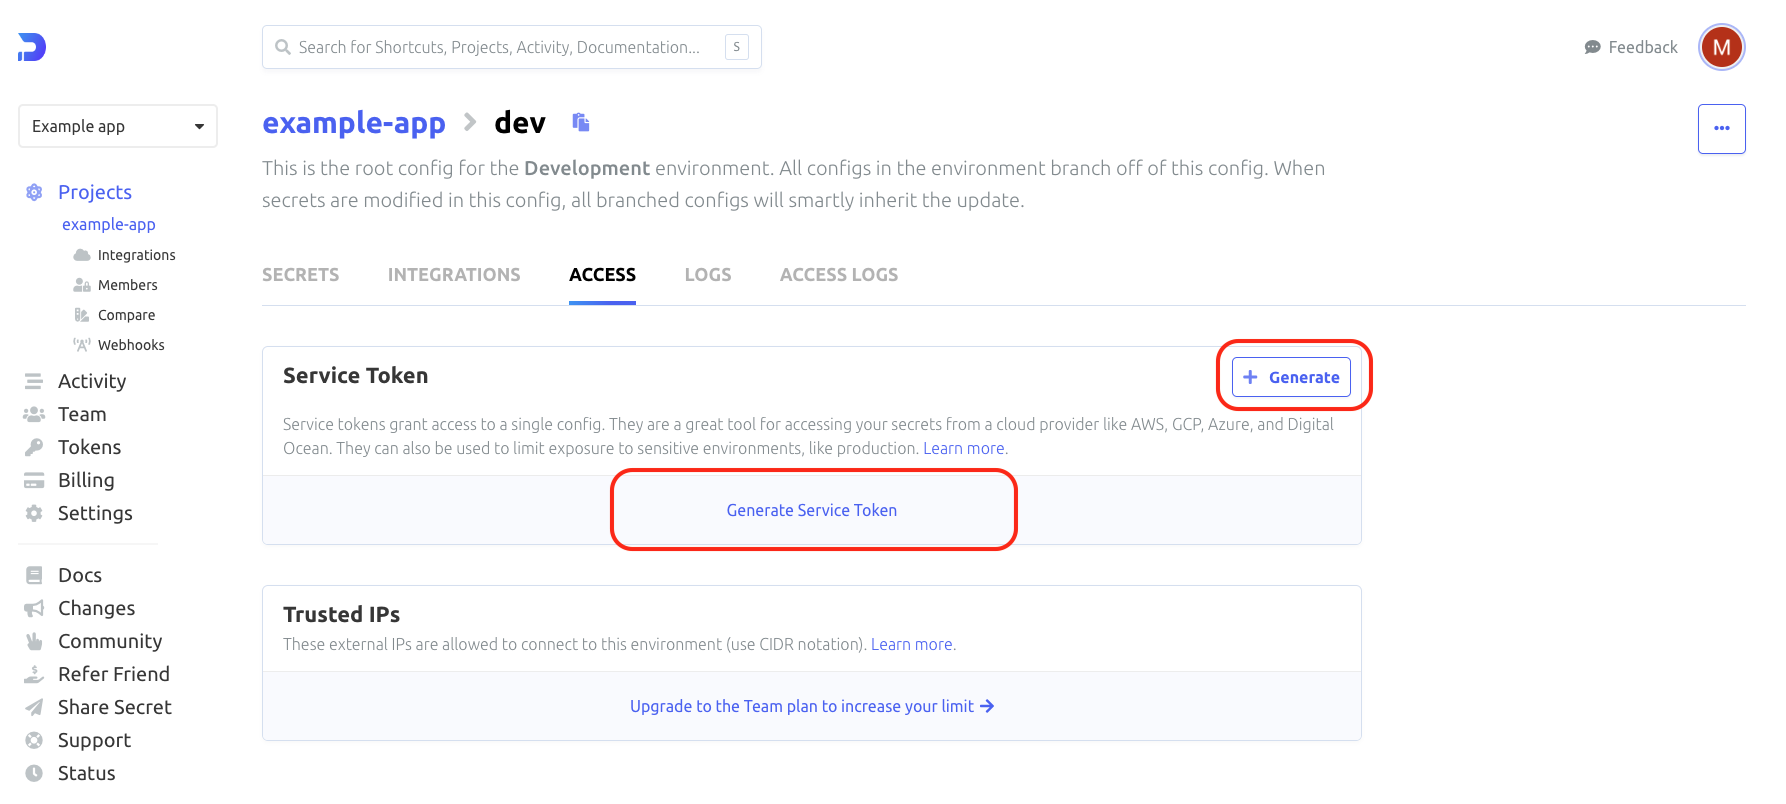 Search for Shortcuts, Projects, Activity, Documentation...
S
Feedback
M
Example app
Projects
example-app
Integrations
Members
Compare
Webhooks
Activity
Team
Tokens
Billing
Settings
Docs
Changes
Community
Refer Friend
Share Secret
Support
Status
example-app > dev
This is the root config for the Development environment. All configs in the environment branch off of this config. When
secrets are modified in this config, all branched configs will smartly inherit the update.
SECRETS INTEGRATIONS ACCESS LOGS ACCESS LOGS
Service Token
+ Generate
Service tokens grant access to a single config. They are a great tool for accessing your secrets from a cloud provider like AWS, GCP, Azure, and Digital
Ocean. They can also be used to limit exposure to sensitive environments, like production. Learn more.
Generate Service Token
Trusted IPs
These external IPs are allowed to connect to this environment (use CIDR notation). Learn more.
Upgrade to the Team plan to increase your limit →